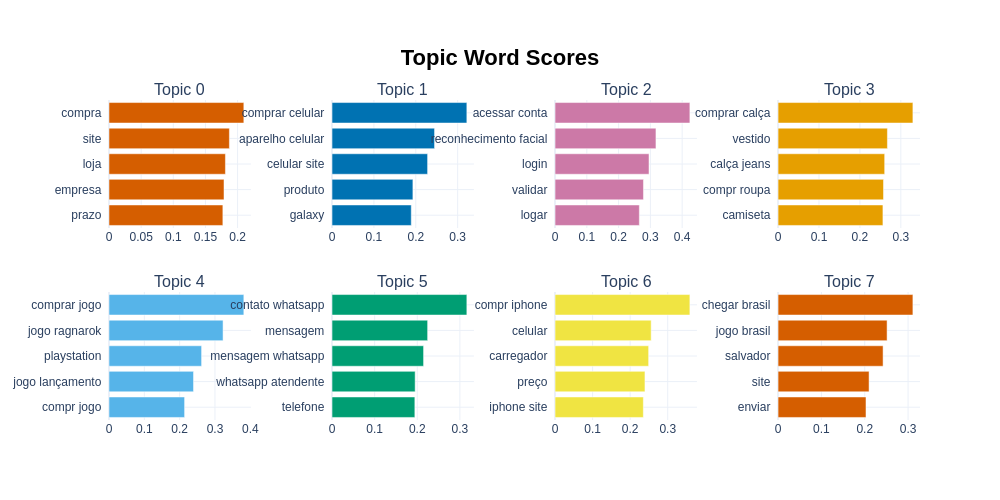 Topic Word Scores
Topic 0
compra
site
loja
empresa
prazo
0 0.05 0.1 0.15 0.2
Topic 1
comprar celular
aparelho celular
celular site
produto
galaxy
0 0.1 0.2 0.3
Topic 2
acessar conta
reconhecimento facial
login
validar
logar
0 0.1 0.2 0.3 0.4
Topic 3
comprar calça
vestido
calça jeans
compr roupa
camiseta
0 0.1 0.2 0.3
Topic 4
comprar jogo
jogo ragnarok
playstation
jogo lançamento
compr jogo
0 0.1 0.2 0.3 0.4
Topic 5
contato whatsapp
mensagem
mensagem whatsapp
whatsapp atendente
telefone
0 0.1 0.2 0.3
Topic 6
compr iphone
celular
carregador
preço
iphone site
0 0.1 0.2 0.3
Topic 7
chegar brasil
jogo brasil
salvador
site
enviar
0 0.1 0.2 0.3